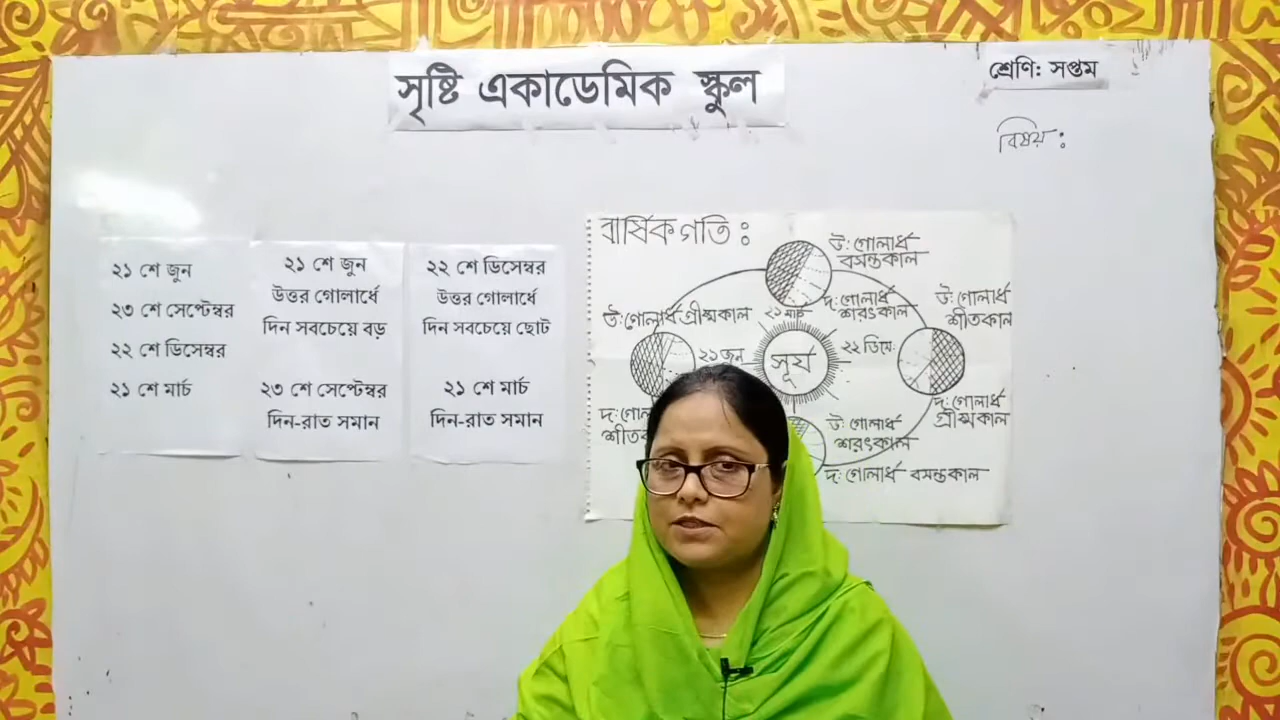 সৃষ্টি একাডেমিক স্কুল
শ্রেণি: সপ্তম
বিষয় :
২১ শে জুন
২৩ শে সেপ্টেম্বর
২২ শে ডিসেম্বর
২১ শে মার্চ
২১ শে জুন
উত্তর গোলার্ধে
দিন সবচেয়ে বড়
২৩ শে সেপ্টেম্বর
দিন-রাত সমান
২২ শে ডিসেম্বর
উত্তর গোলার্ধে
দিন সবচেয়ে ছোট
২১ শে মার্চ
দিন-রাত সমান
বার্ষিক গতি :
উ: গোলার্ধ
বসন্তকাল
দ: গোলার্ধ
শরৎকাল
২১ মার্চ
উ: গোলার্ধ গ্রীষ্মকাল
২১ জুন
সূর্য
২২ ডিসে:
উ: গোলার্ধ
শীতকাল
দ: গোলার্ধ
গ্রীষ্মকাল
উ: গোলার্ধ
শরৎকাল
দ: গোলার্ধ বসন্তকাল